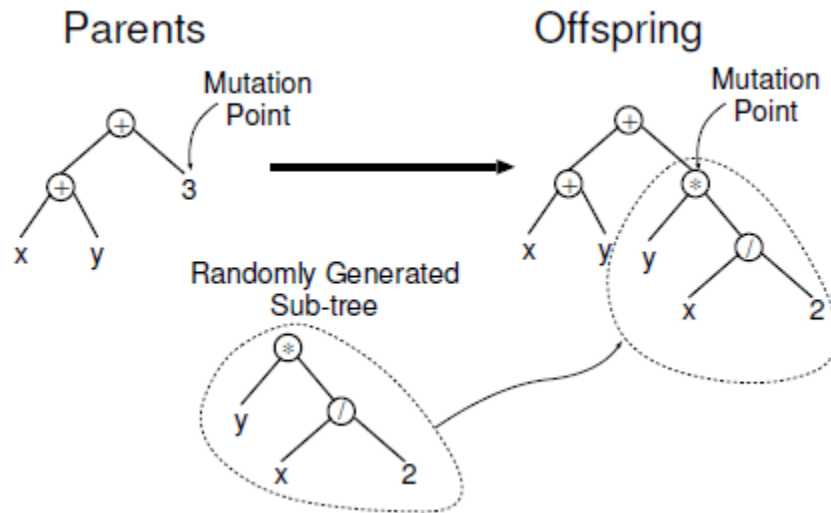 Parents
Offspring
Mutation
Point
Mutation
Point
+
+
3
x
y
+
+
*
x
y
y
/
x
2
Randomly Generated
Sub-tree
*
y
/
x
2